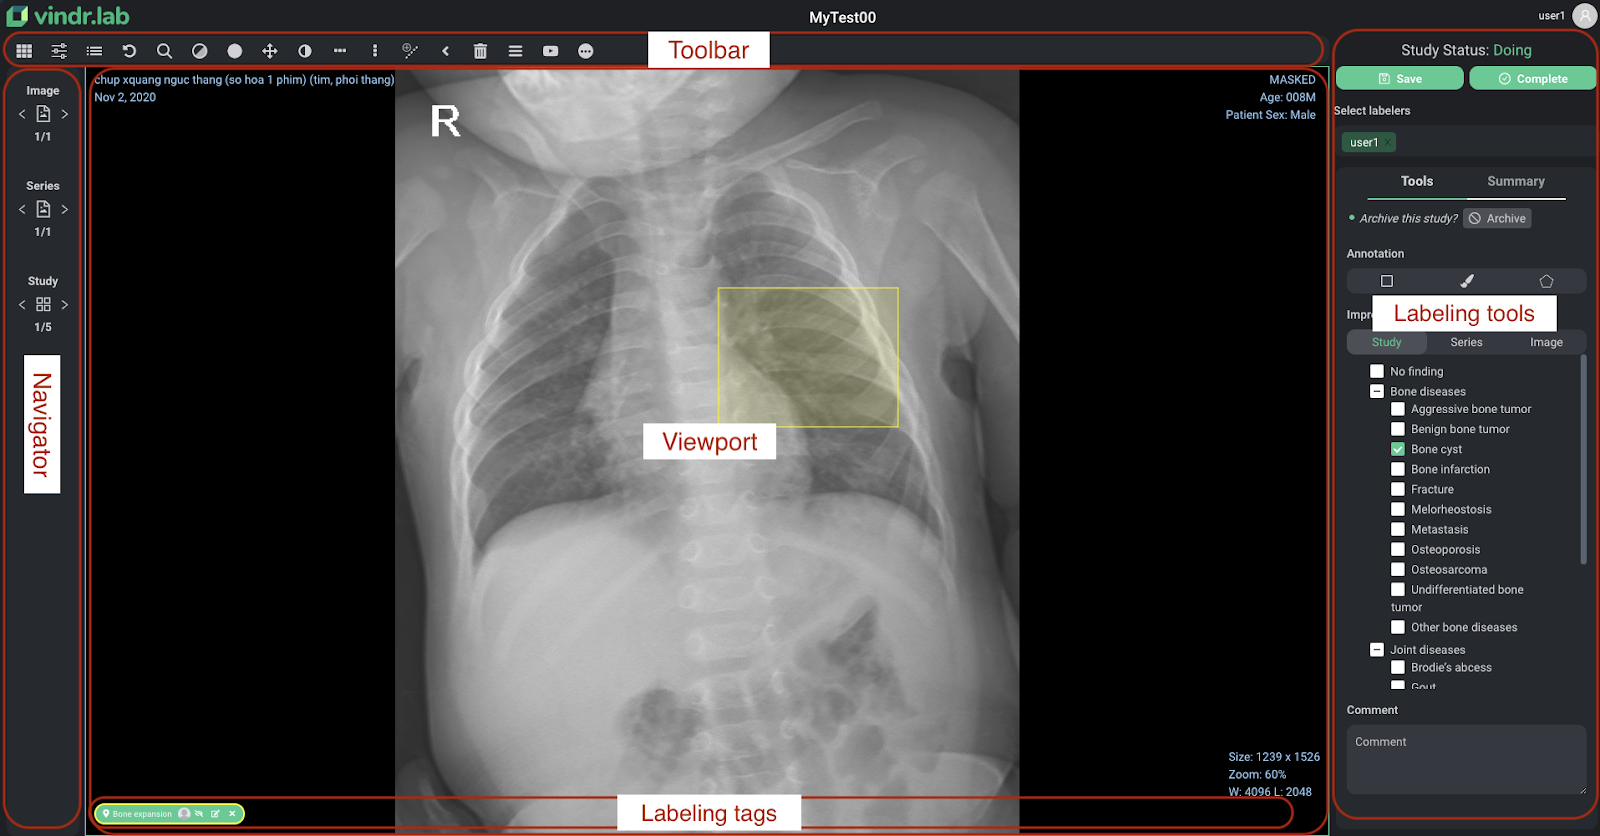 vindr.lab
MyTest00
user1
Toolbar
Study Status: Doing
Save
Complete
Select labelers
user1 ×
Tools
Summary
Archive this study?
Archive
Annotation
Impre
Labeling tools
Study
Series
Image
No finding
Bone diseases
Aggressive bone tumor
Benign bone tumor
Bone cyst
Bone infarction
Fracture
Melorheostosis
Metastasis
Osteoporosis
Osteosarcoma
Undifferentiated bone
tumor
Other bone diseases
Joint diseases
Brodie's abcess
Gout
Comment
Comment
Image
1/1
Series
1/1
Study
1/5
Navigator
chup xquang nguc thang (so hoa 1 phim) (tim, phoi thang)
Nov 2, 2020
R
MASKED
Age: 008M
Patient Sex: Male
Viewport
Size: 1239 x 1526
Zoom: 60%
W: 4096 L: 2048
Bone expansion
Labeling tags